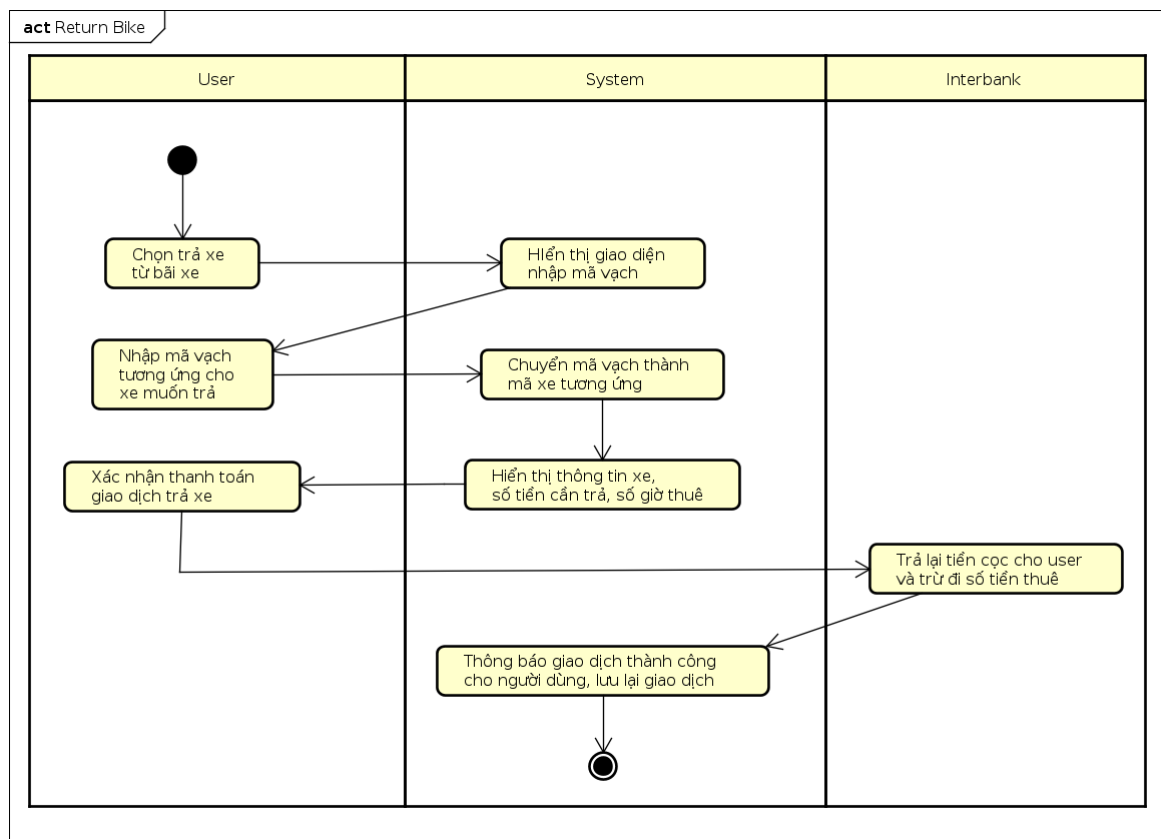 act Return Bike
User
System
Interbank
Chọn trả xe
từ bãi xe
HIển thị giao diện
nhập mã vạch
Nhập mã vạch
tương ứng cho
xe muốn trả
Chuyển mã vạch thành
mã xe tương ứng
Hiển thị thông tin xe,
số tiền cần trả, số giờ thuê
Xác nhận thanh toán
giao dịch trả xe
Trả lại tiền cọc cho user
và trừ đi số tiền thuê
Thông báo giao dịch thành công
cho người dùng, lưu lại giao dịch